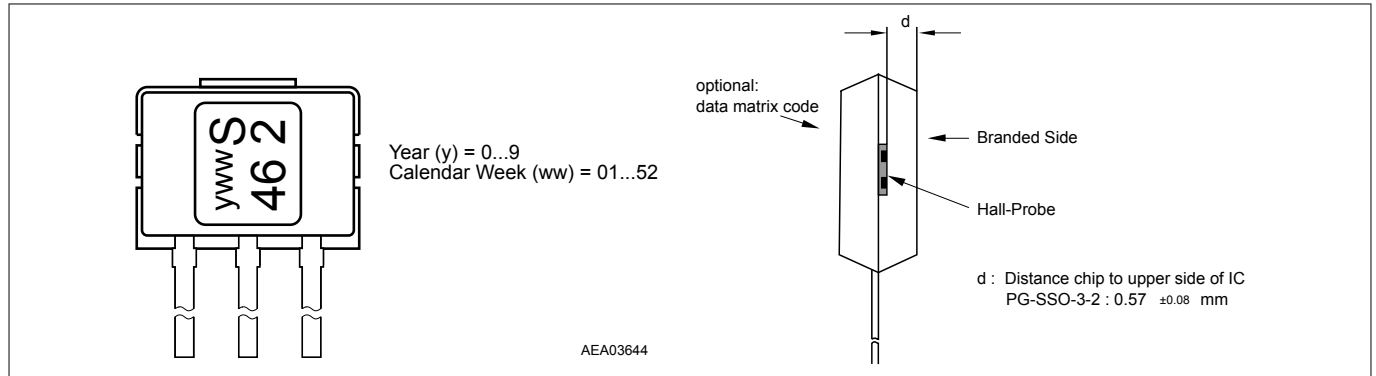 ywwS
46 2
Year (y) = 0...9
Calendar Week (ww) = 01...52
AEA03644
d
optional:
data matrix code
Branded Side
Hall-Probe
d : Distance chip to upper side of IC
PG-SSO-3-2 : 0.57 ±0.08 mm